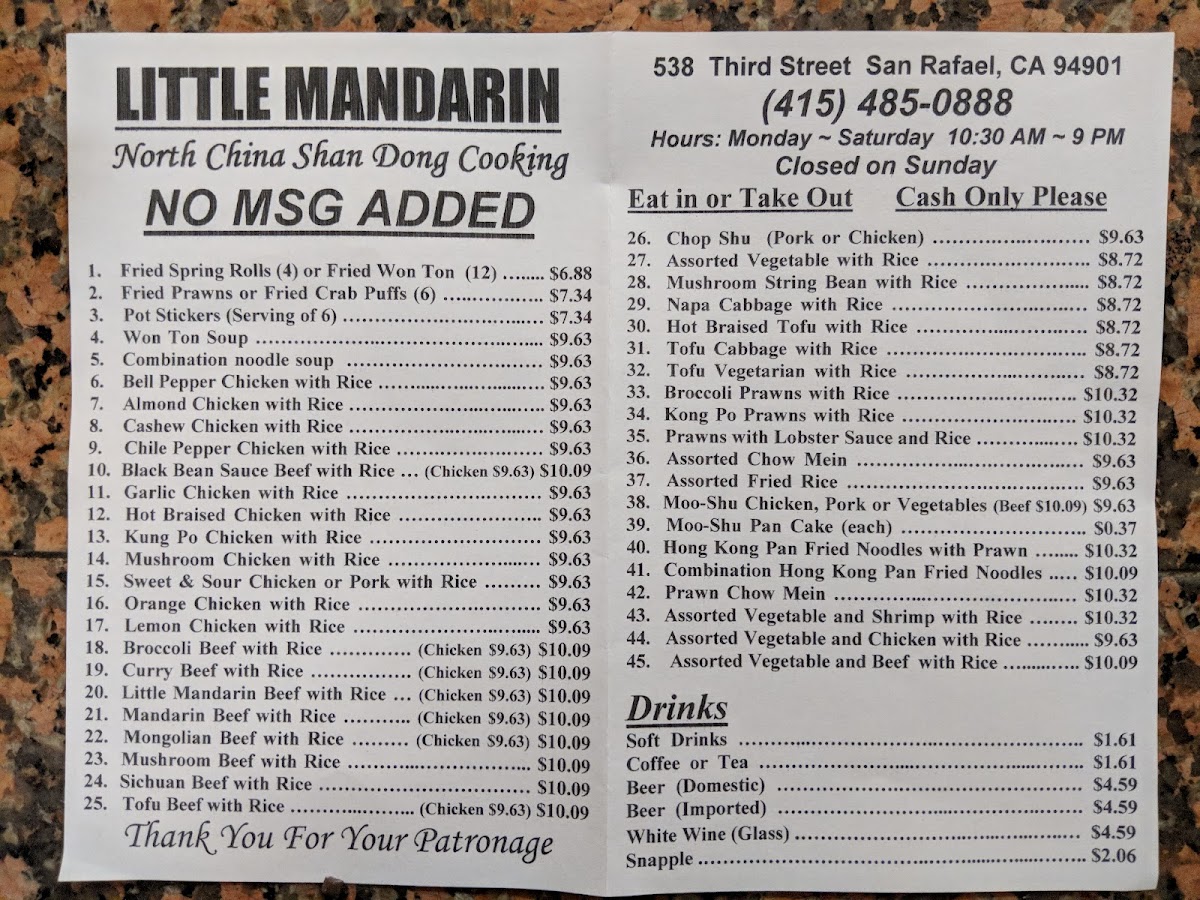 LITTLE MANDARIN
North China Shan Dong Cooking
NO MSG ADDED
1. Fried Spring Rolls (4) or Fried Won Ton (12) ........ $6.88
2. Fried Prawns or Fried Crab Puffs (6) .................. $7.34
3. Pot Stickers (Serving of 6) ................................ $7.34
4. Won Ton Soup .............................................. $9.63
5. Combination noodle soup ................................ $9.63
6. Bell Pepper Chicken with Rice ........................... $9.63
7. Almond Chicken with Rice ................................ $9.63
8. Cashew Chicken with Rice ................................ $9.63
9. Chile Pepper Chicken with Rice ........................ $9.63
10. Black Bean Sauce Beef with Rice ... (Chicken $9.63) $10.09
11. Garlic Chicken with Rice ................................ $9.63
12. Hot Braised Chicken with Rice ........................ $9.63
13. Kung Po Chicken with Rice ............................. $9.63
14. Mushroom Chicken with Rice ......................... $9.63
15. Sweet & Sour Chicken or Pork with Rice ......... $9.63
16. Orange Chicken with Rice .............................. $9.63
17. Lemon Chicken with Rice ............................... $9.63
18. Broccoli Beef with Rice ............ (Chicken $9.63) $10.09
19. Curry Beef with Rice ................ (Chicken $9.63) $10.09
20. Little Mandarin Beef with Rice ... (Chicken $9.63) $10.09
21. Mandarin Beef with Rice ........... (Chicken $9.63) $10.09
22. Mongolian Beef with Rice ......... (Chicken $9.63) $10.09
23. Mushroom Beef with Rice .............................. $10.09
24. Sichuan Beef with Rice .................................. $10.09
25. Tofu Beef with Rice .................... (Chicken $9.63) $10.09
Thank You For Your Patronage
538 Third Street San Rafael, CA 94901
(415) 485-0888
Hours: Monday ~ Saturday 10:30 AM ~ 9 PM
Closed on Sunday
Eat in or Take Out Cash Only Please
26. Chop Shu (Pork or Chicken) .......................... $9.63
27. Assorted Vegetable with Rice .......................... $8.72
28. Mushroom String Bean with Rice .................... $8.72
29. Napa Cabbage with Rice ................................ $8.72
30. Hot Braised Tofu with Rice ............................ $8.72
31. Tofu Cabbage with Rice ................................. $8.72
32. Tofu Vegetarian with Rice .............................. $8.72
33. Broccoli Prawns with Rice .............................. $10.32
34. Kong Po Prawns with Rice ............................. $10.32
35. Prawns with Lobster Sauce and Rice ................. $10.32
36. Assorted Chow Mein ...................................... $9.63
37. Assorted Fried Rice ....................................... $9.63
38. Moo-Shu Chicken, Pork or Vegetables (Beef $10.09) $9.63
39. Moo-Shu Pan Cake (each) ............................... $0.37
40. Hong Kong Pan Fried Noodles with Prawn ........ $10.32
41. Combination Hong Kong Pan Fried Noodles ..... $10.09
42. Prawn Chow Mein ......................................... $10.32
43. Assorted Vegetable and Shrimp with Rice ........ $10.32
44. Assorted Vegetable and Chicken with Rice .......... $9.63
45. Assorted Vegetable and Beef with Rice ............. $10.09
Drinks
Soft Drinks ......................................................... $1.61
Coffee or Tea ...................................................... $1.61
Beer (Domestic) ................................................... $4.59
Beer (Imported) ................................................... $4.59
White Wine (Glass) ............................................... $4.59
Snapple .............................................................. $2.06